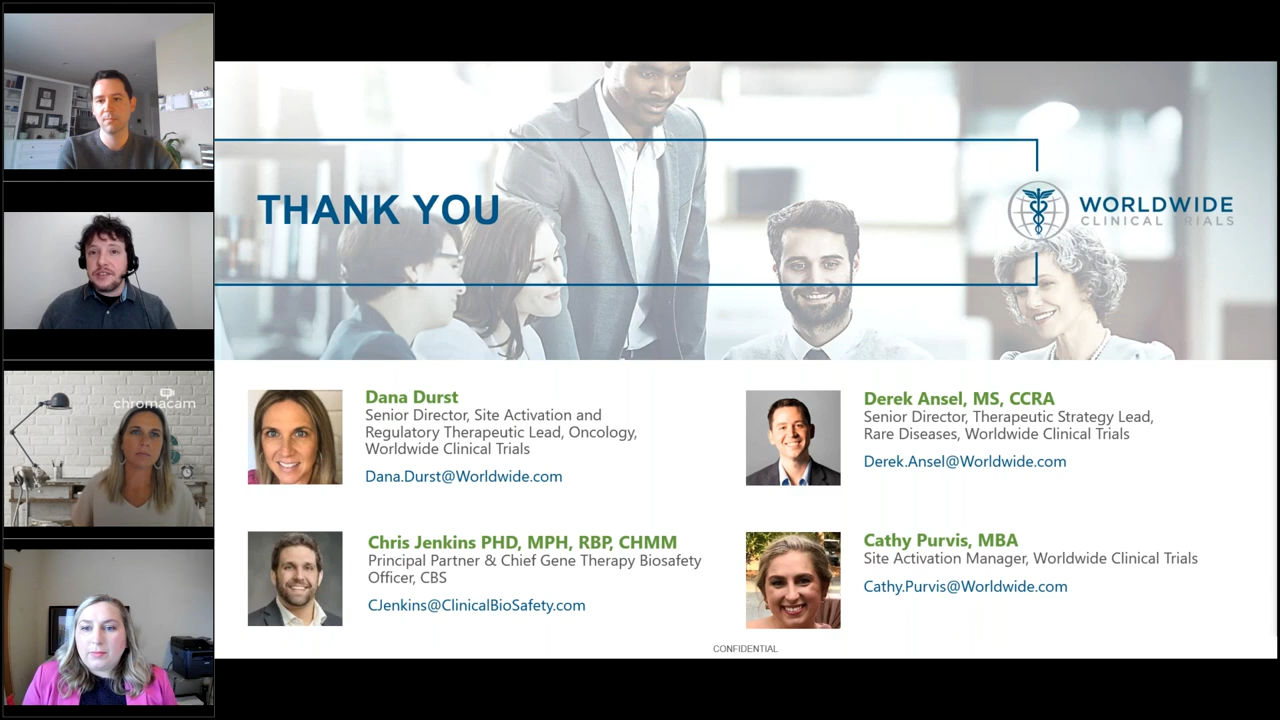 chromacam
THANK YOU
WORLDWIDE
CLINICAL TRIALS
Dana Durst
Senior Director, Site Activation and
Regulatory Therapeutic Lead, Oncology,
Worldwide Clinical Trials
Dana.Durst@Worldwide.com
Derek Ansel, MS, CCRA
Senior Director, Therapeutic Strategy Lead,
Rare Diseases, Worldwide Clinical Trials
Derek.Ansel@Worldwide.com
Chris Jenkins PHD, MPH, RBP, CHMM
Principal Partner & Chief Gene Therapy Biosafety
Officer, CBS
CJenkins@ClinicalBioSafety.com
Cathy Purvis, MBA
Site Activation Manager, Worldwide Clinical Trials
Cathy.Purvis@Worldwide.com
CONFIDENTIAL